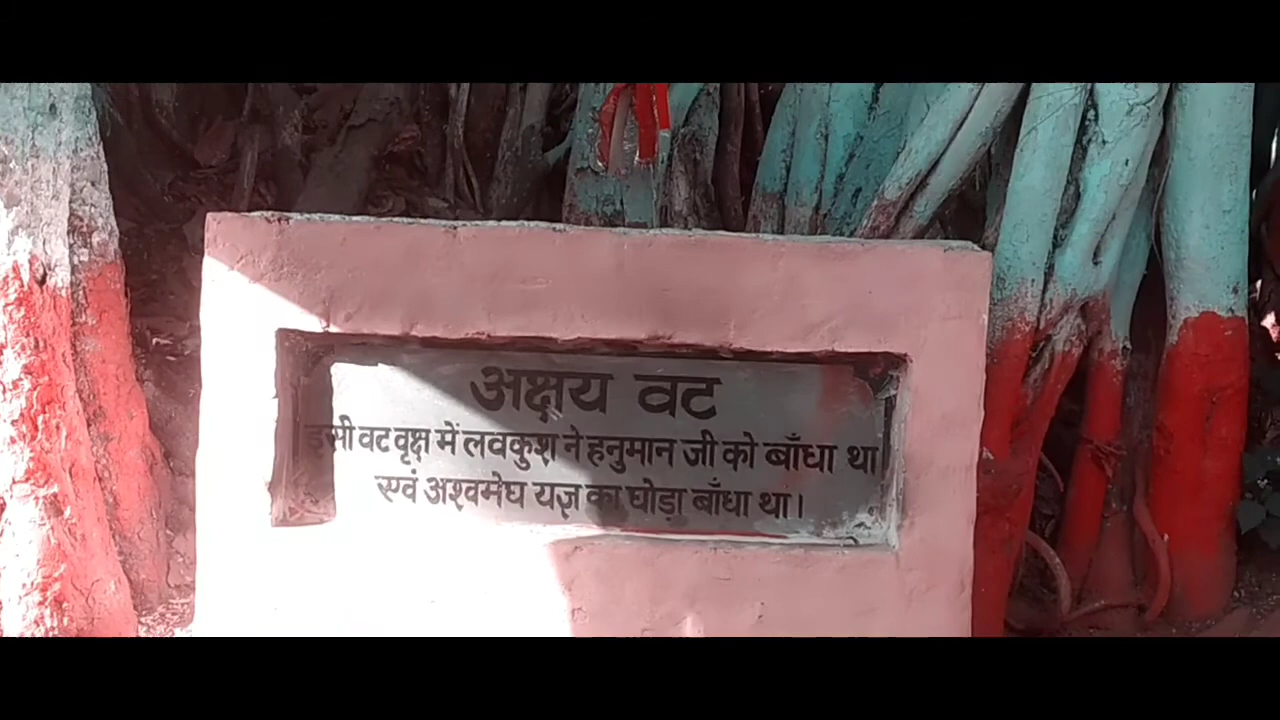 अक्षय वट
इसी वट वृक्ष में लवकुश ने हनुमान जी को बाँधा था
एवं अश्वमेघ यज्ञ का घोड़ा बाँधा था।